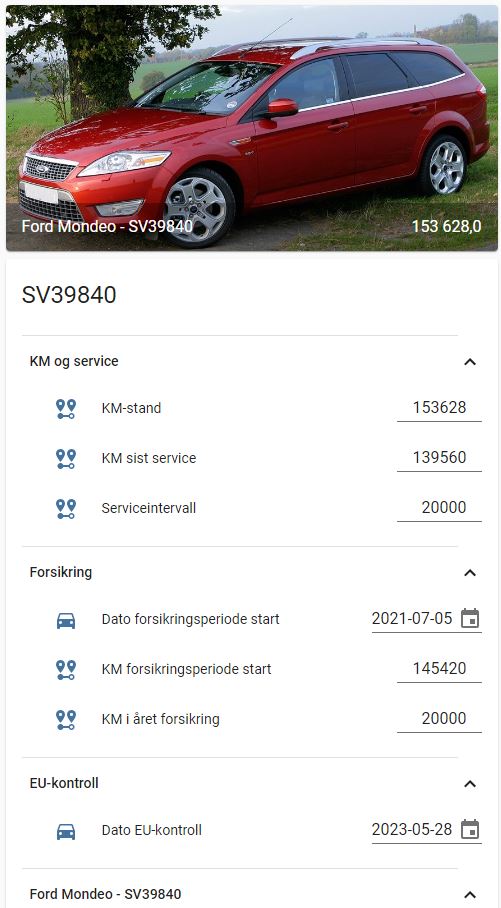 Ford Mondeo - SV39840 153 628,0
SV39840
KM og service
KM-stand 153628
KM sist service 139560
Serviceintervall 20000
Forsikring
Dato forsikringsperiode start 2021-07-05
KM forsikringsperiode start 145420
KM i året forsikring 20000
EU-kontroll
Dato EU-kontroll 2023-05-28
Ford Mondeo - SV39840